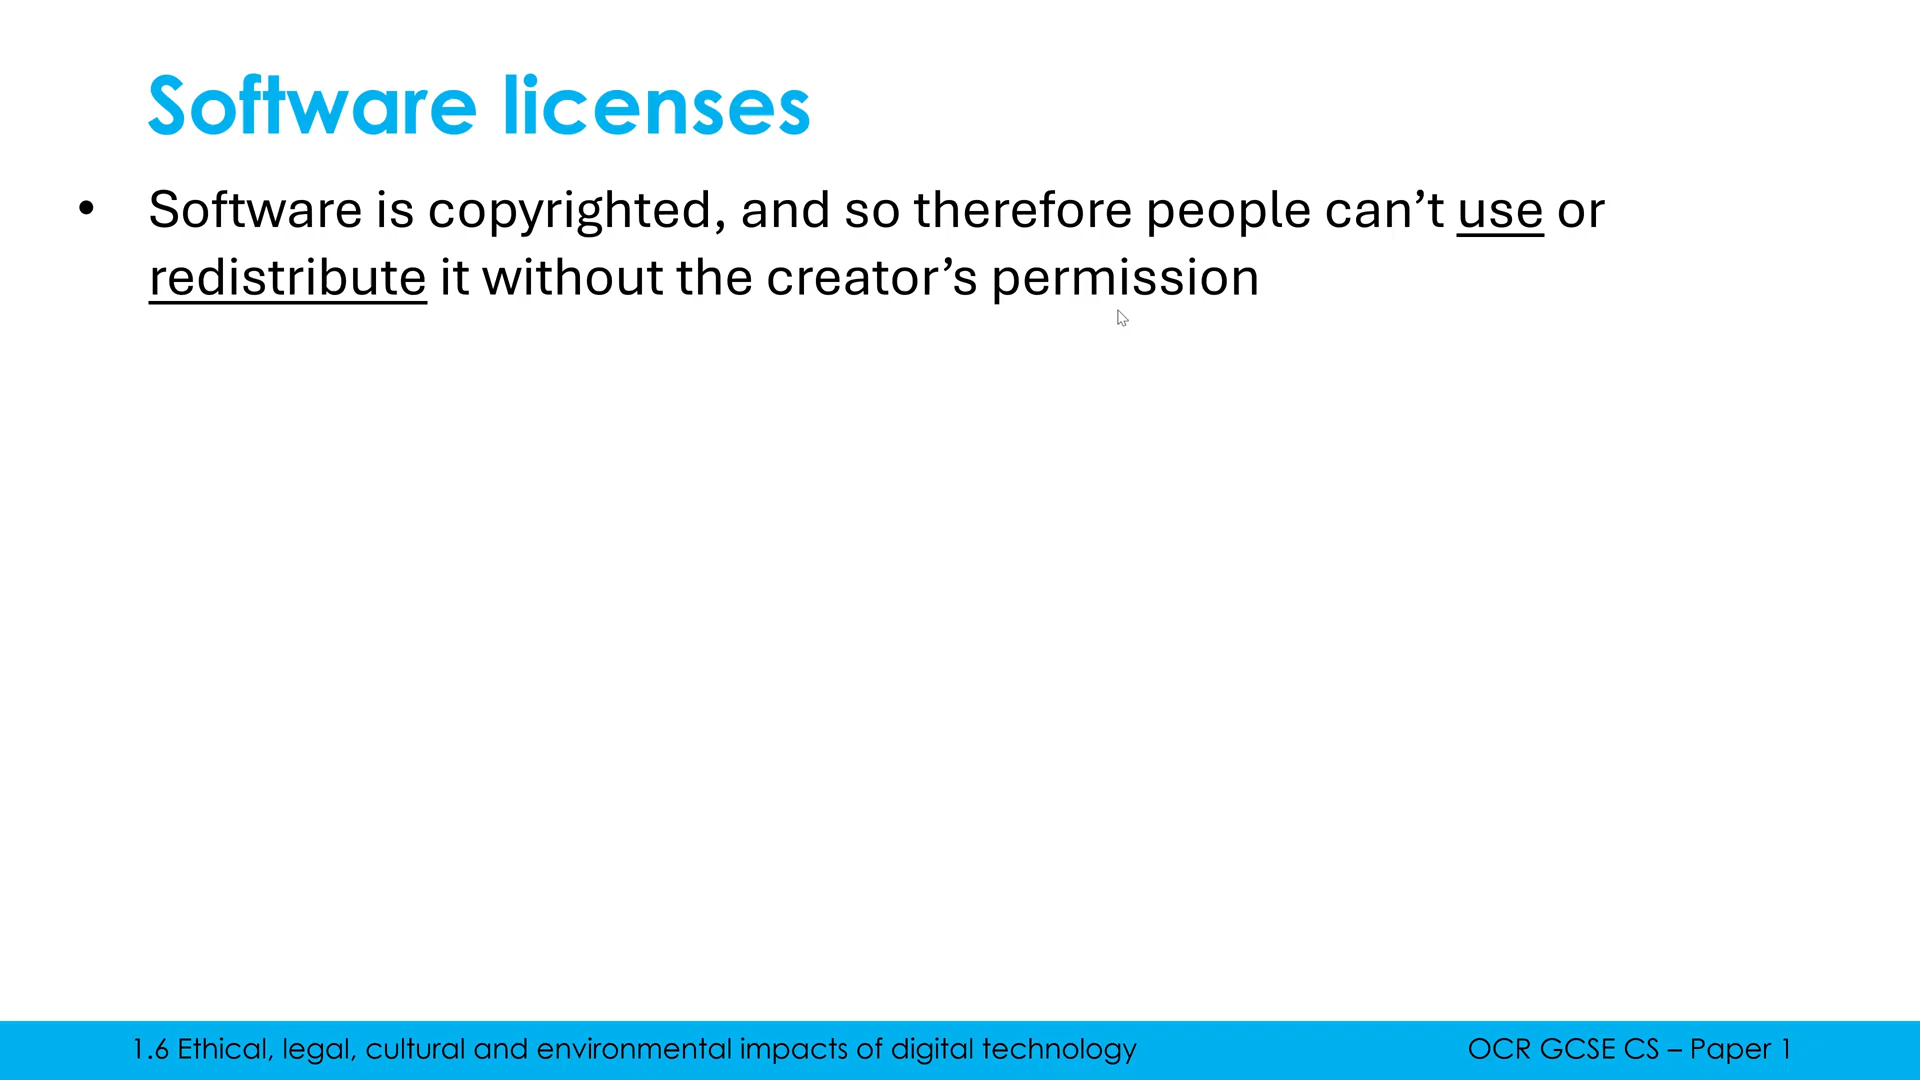 Software licenses
• Software is copyrighted, and so therefore people can’t use or
redistribute it without the creator’s permission
1.6 Ethical, legal, cultural and environmental impacts of digital technology
OCR GCSE CS – Paper 1